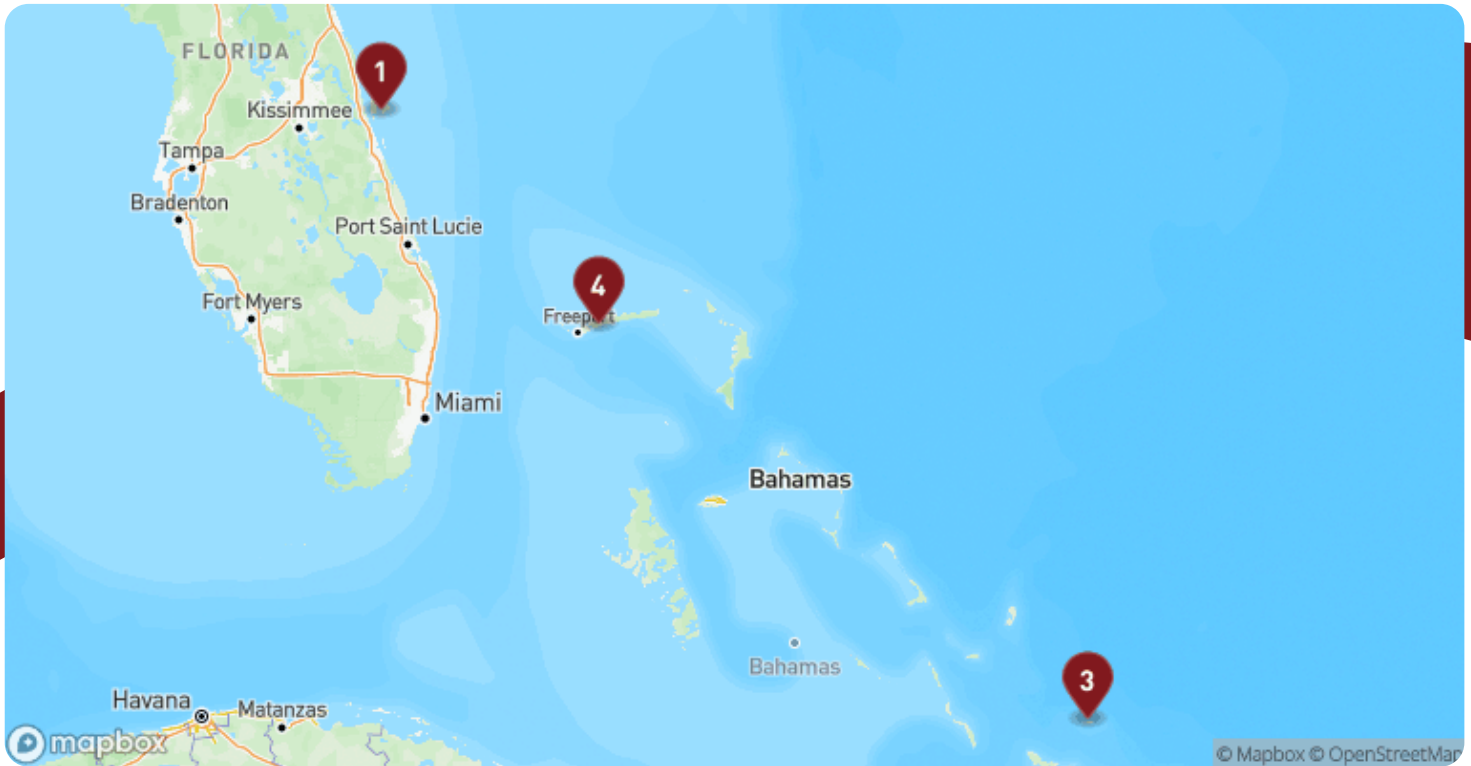 FLORIDA
1
Kissimmee
Tampa
Bradenton
Port Saint Lucie
4
Fort Myers
Freeport
Miami
Bahamas
Bahamas
3
Havana
Matanzas
mapbox
© Mapbox © OpenStreetMap